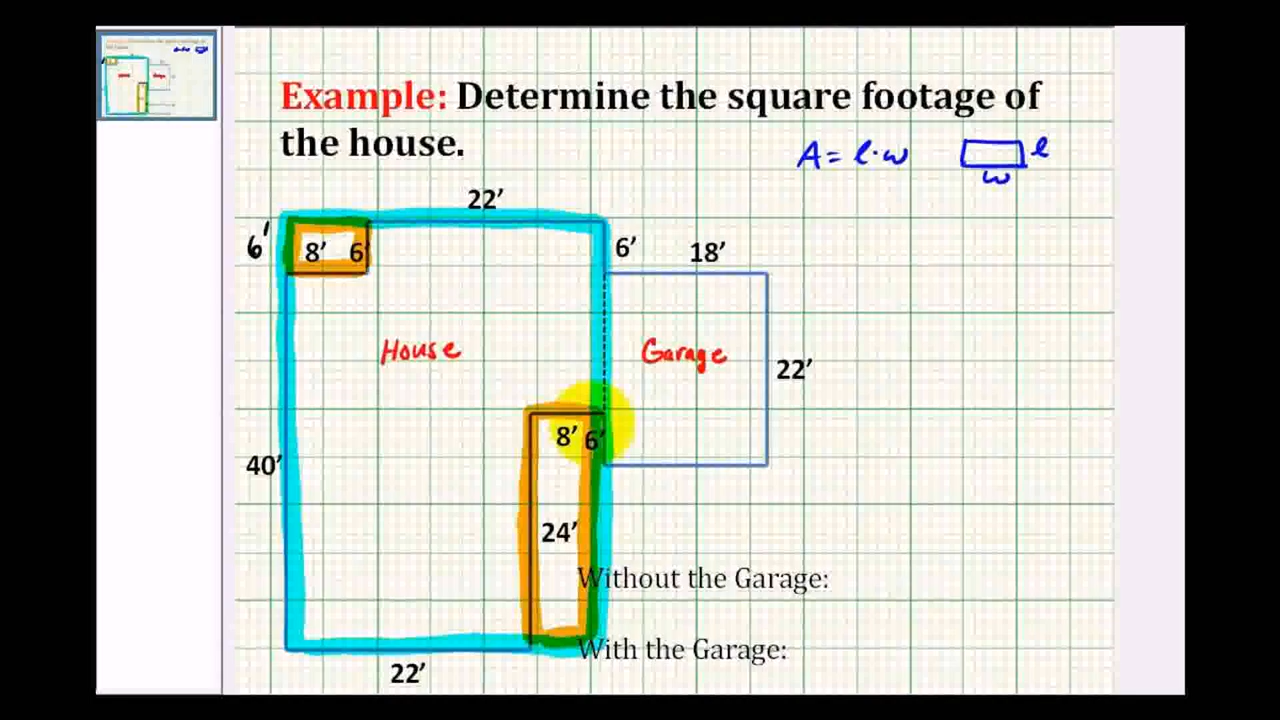 Example: Determine the square footage of
the house.
A = l·w
l
w
22'
6'
8' 6'
6'
18'
House
Garage
22'
8' 6'
40'
24'
Without the Garage:
With the Garage:
22'